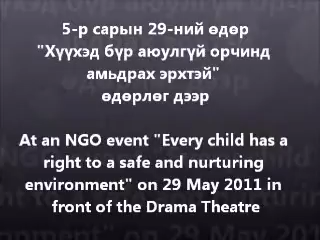 5-р сарын 29-ний өдөр
"Хүүхэд бүр аюулгүй орчинд
амьдрах эрхтэй"
өдөрлөг дээр
At an NGO event "Every child has a
right to a safe and nurturing
environment" on 29 May 2011 in
front of the Drama Theatre